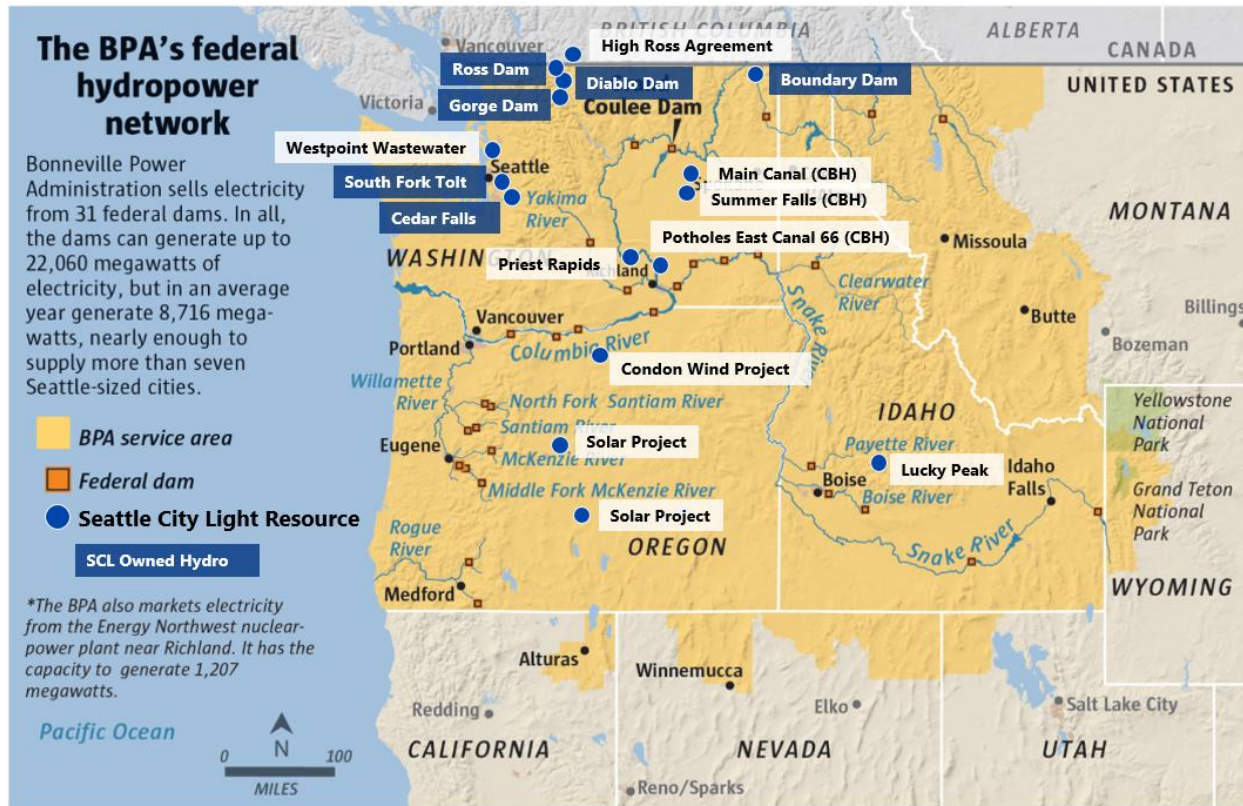 The BPA's federal
hydropower
network
Bonneville Power
Administration sells electricity
from 31 federal dams. In all,
the dams can generate up to
22,060 megawatts of
electricity, but in an average
year generate 8,716 mega-
watts, nearly enough to
supply more than seven
Seattle-sized cities.
BPA service area
Federal dam
Seattle City Light Resource
SCL Owned Hydro
*The BPA also markets electricity
from the Energy Northwest nuclear-
power plant near Richland. It has the
capacity to generate 1,207
megawatts.
Pacific Ocean
N
0 100
MILES
BRITISH COLUMBIA
ALBERTA
CANADA
UNITED STATES
Vancouver
High Ross Agreement
Ross Dam
Diablo Dam
Boundary Dam
Gorge Dam
Victoria
Coulee Dam
Westpoint Wastewater
Seattle
Main Canal (CBH)
South Fork Tolt
Summer Falls (CBH)
Cedar Falls
Yakima
River
MONTANA
Potholes East Canal 66 (CBH)
Missoula
WASHINGTON
Priest Rapids
Clearwater
River
Snake River
Butte
Billings
Bozeman
Vancouver
Portland
Columbia River
Condon Wind Project
Willamette
River
North Fork Santiam River
Santiam River
Eugene
Solar Project
McKenzie River
Middle Fork McKenzie River
Solar Project
IDAHO
Payette River
Lucky Peak
Boise
Boise River
Idaho
Falls
Yellowstone
National
Park
Grand Teton
National
Park
Rogue
River
OREGON
Snake River
WYOMING
Medford
Alturas
Winnemucca
Redding
Elko
Salt Lake City
CALIFORNIA
NEVADA
UTAH
Reno/Sparks